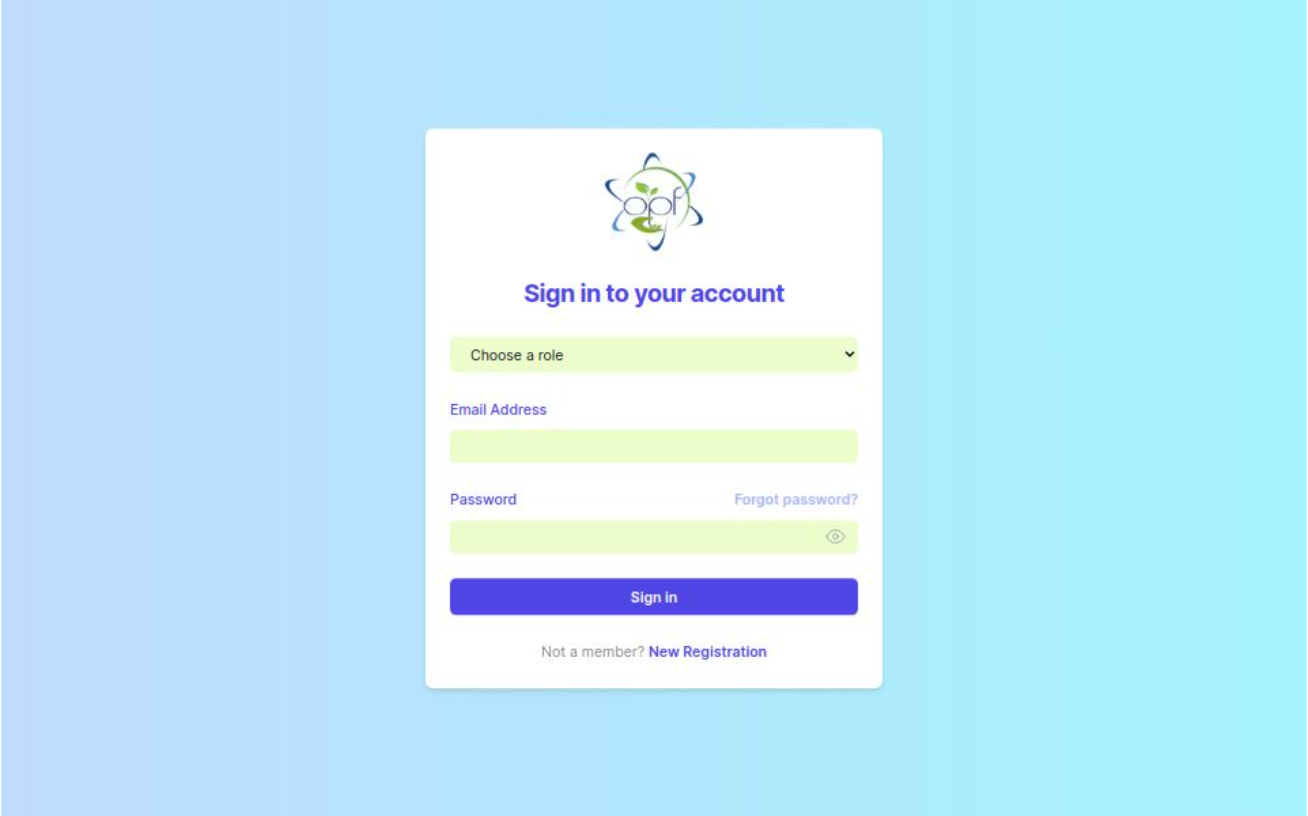 opf
Sign in to your account
Choose a role
Email Address
Password Forgot password?
Sign in
Not a member? New Registration